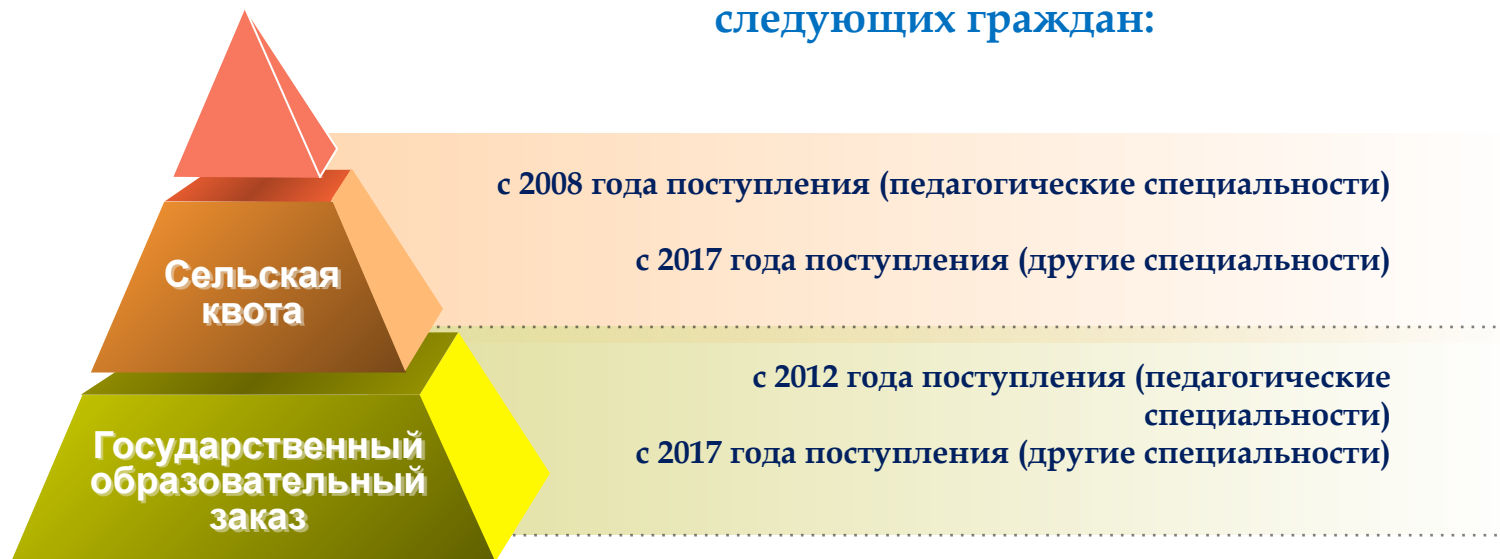 следующих граждан:
с 2008 года поступления (педагогические специальности)
с 2017 года поступления (другие специальности)
Сельская
квота
с 2012 года поступления (педагогические
специальности)
с 2017 года поступления (другие специальности)
Государственный
образовательный
заказ